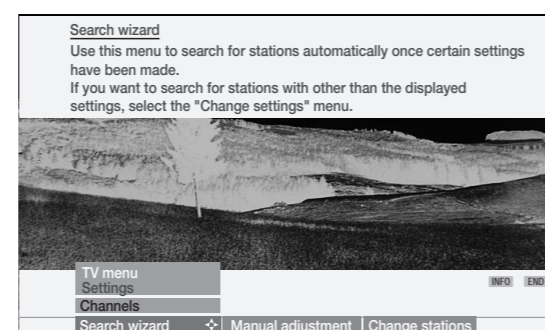 Search wizard
Use this menu to search for stations automatically once certain settings
have been made.
If you want to search for stations with other than the displayed
settings, select the "Change settings" menu.
INFO END
TV menu
Settings
Channels
Search wizard Manual adjustment Change stations